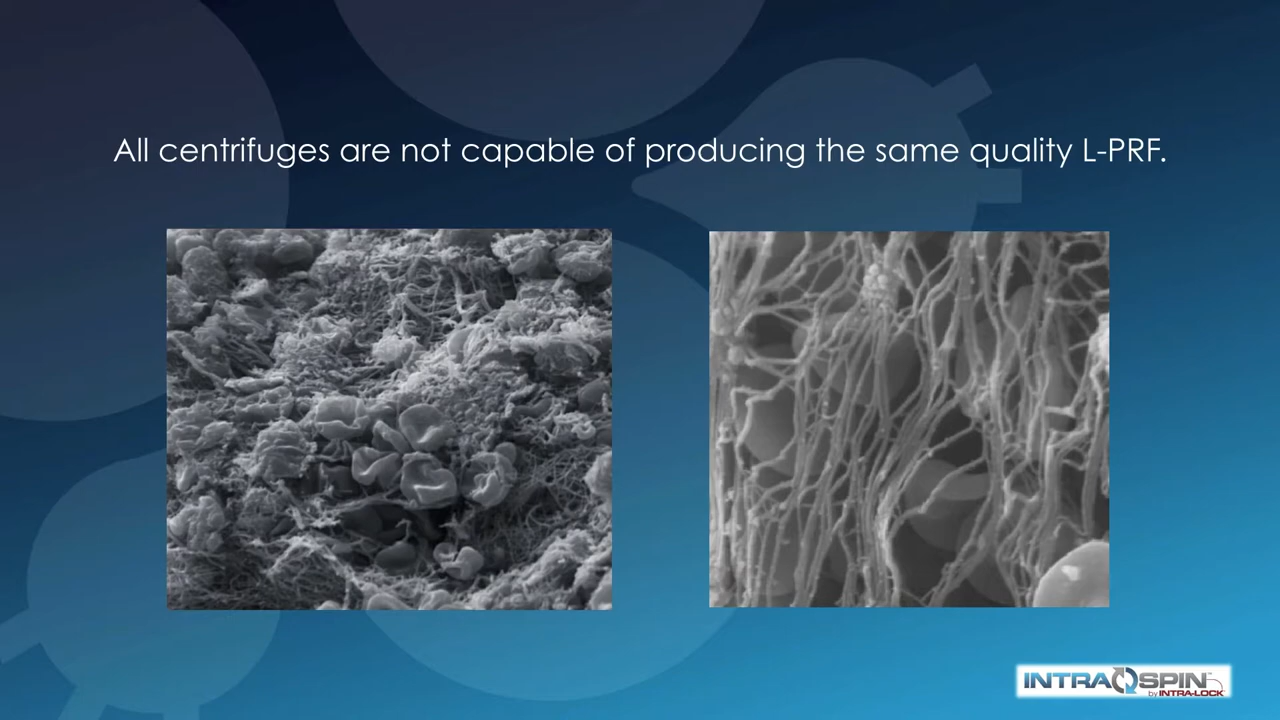 All centrifuges are not capable of producing the same quality L-PRF.
INTRA SPIN
by INTRA-LOCK